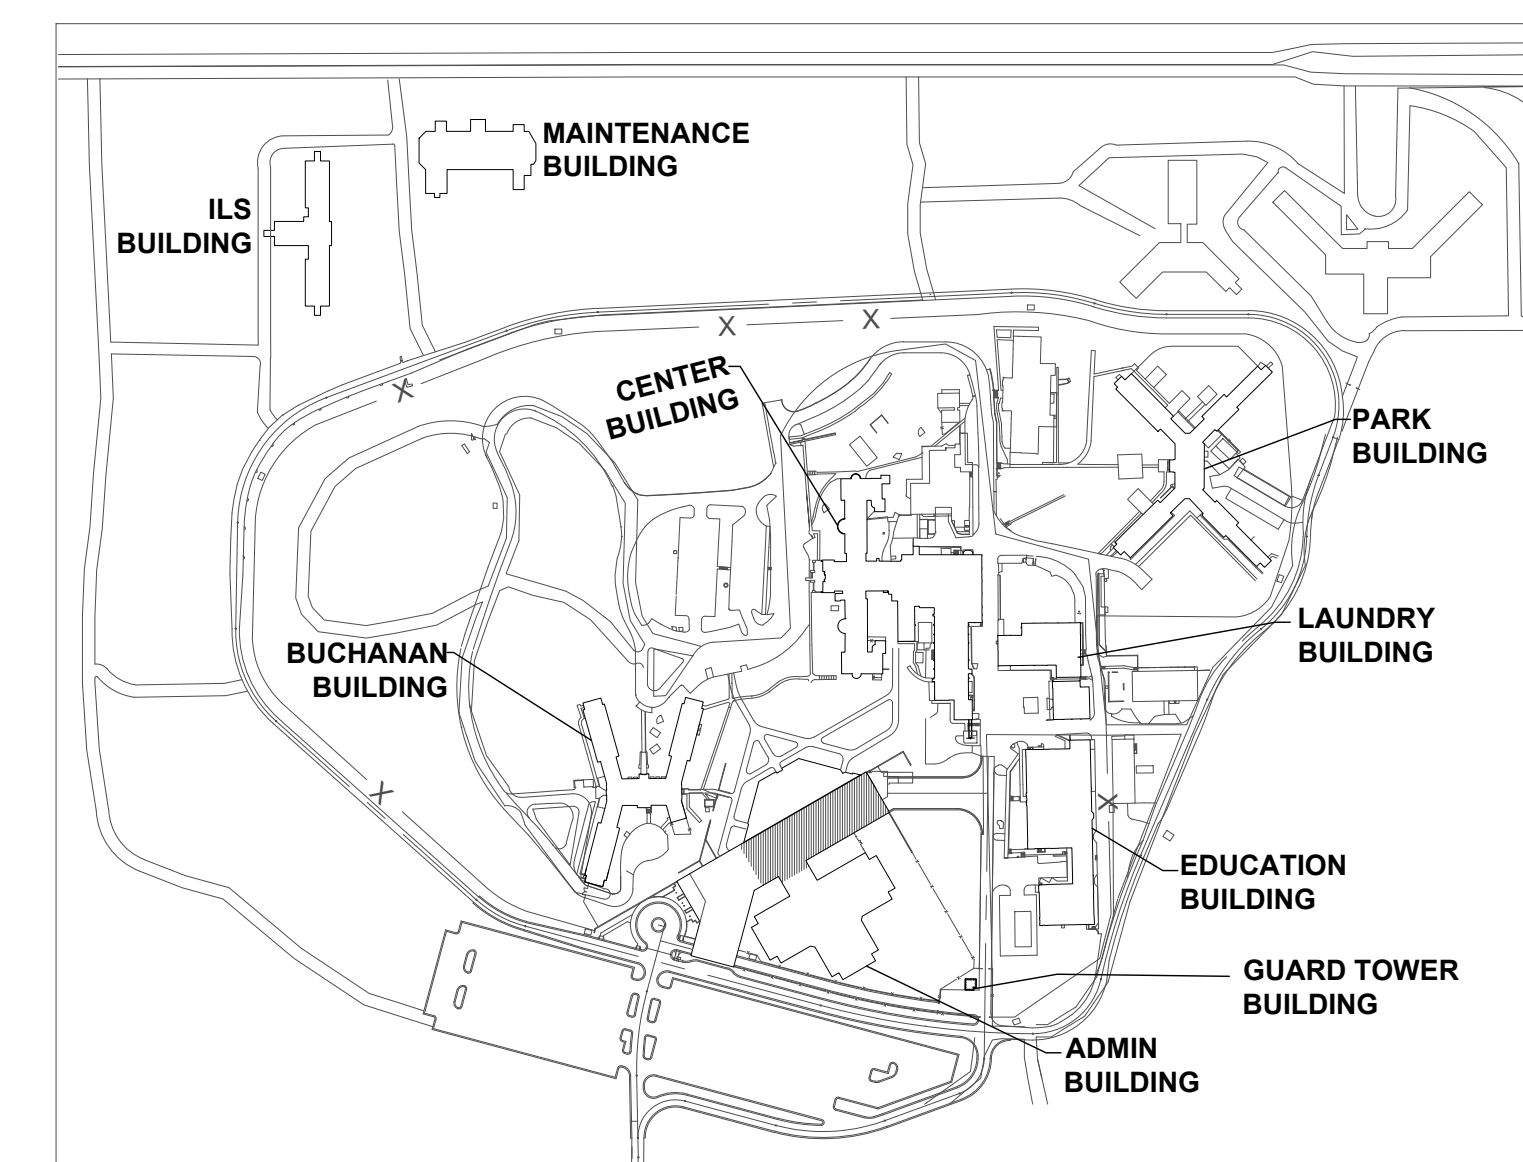 MAINTENANCE
BUILDING
ILS
BUILDING
X
X
X
CENTER
BUILDING
PARK
BUILDING
LAUNDRY
BUILDING
BUCHANAN
BUILDING
X
X
EDUCATION
BUILDING
GUARD TOWER
BUILDING
ADMIN
BUILDING